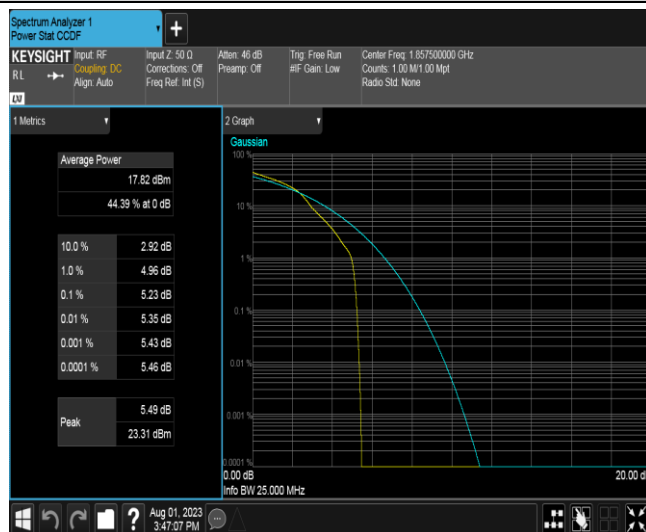 Spectrum Analyzer 1
Power Stat CCDF
+
KEYSIGHT
RL
Input: RF
Coupling: DC
Align: Auto
Input Z: 50 Ω
Corrections: Off
Freq Ref: Int (S)
Atten: 46 dB
Preamp: Off
Trig: Free Run
#IF Gain: Low
Center Freq: 1.857500000 GHz
Counts: 1.00 M/1.00 Mpt
Radio Std: None
LXI
1 Metrics
Average Power
17.82 dBm
44.39 % at 0 dB
10.0 % 2.92 dB
1.0 % 4.96 dB
0.1 % 5.23 dB
0.01 % 5.35 dB
0.001 % 5.43 dB
0.0001 % 5.46 dB
Peak
5.49 dB
23.31 dBm
2 Graph
Gaussian
100 %
10 %
1 %
0.1 %
0.01 %
0.001 %
0.0001 %
0.00 dB
20.00 d
Info BW 25.000 MHz
?
Aug 01, 2023
3:47:07 PM